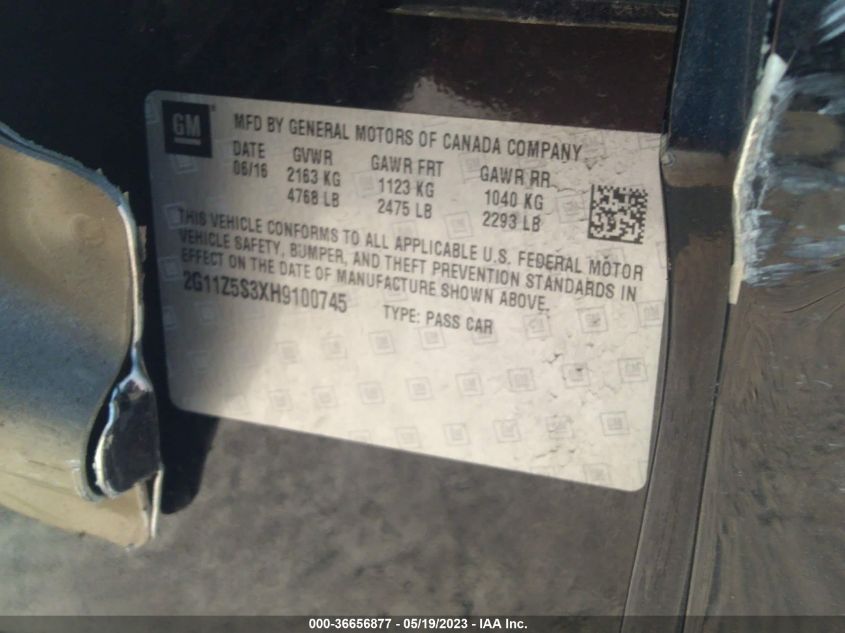 GM
MFD BY GENERAL MOTORS OF CANADA COMPANY
DATE GVWR GAWR FRT GAWR RR
06/16 2163 KG 1123 KG 1040 KG
4768 LB 2475 LB 2293 LB
THIS VEHICLE CONFORMS TO ALL APPLICABLE U.S. FEDERAL MOTOR
VEHICLE SAFETY, BUMPER, AND THEFT PREVENTION STANDARDS IN
EFFECT ON THE DATE OF MANUFACTURE SHOWN ABOVE.
2G11Z5S3XH9100745 TYPE: PASS CAR
000-36656877 - 05/19/2023 - IAA Inc.